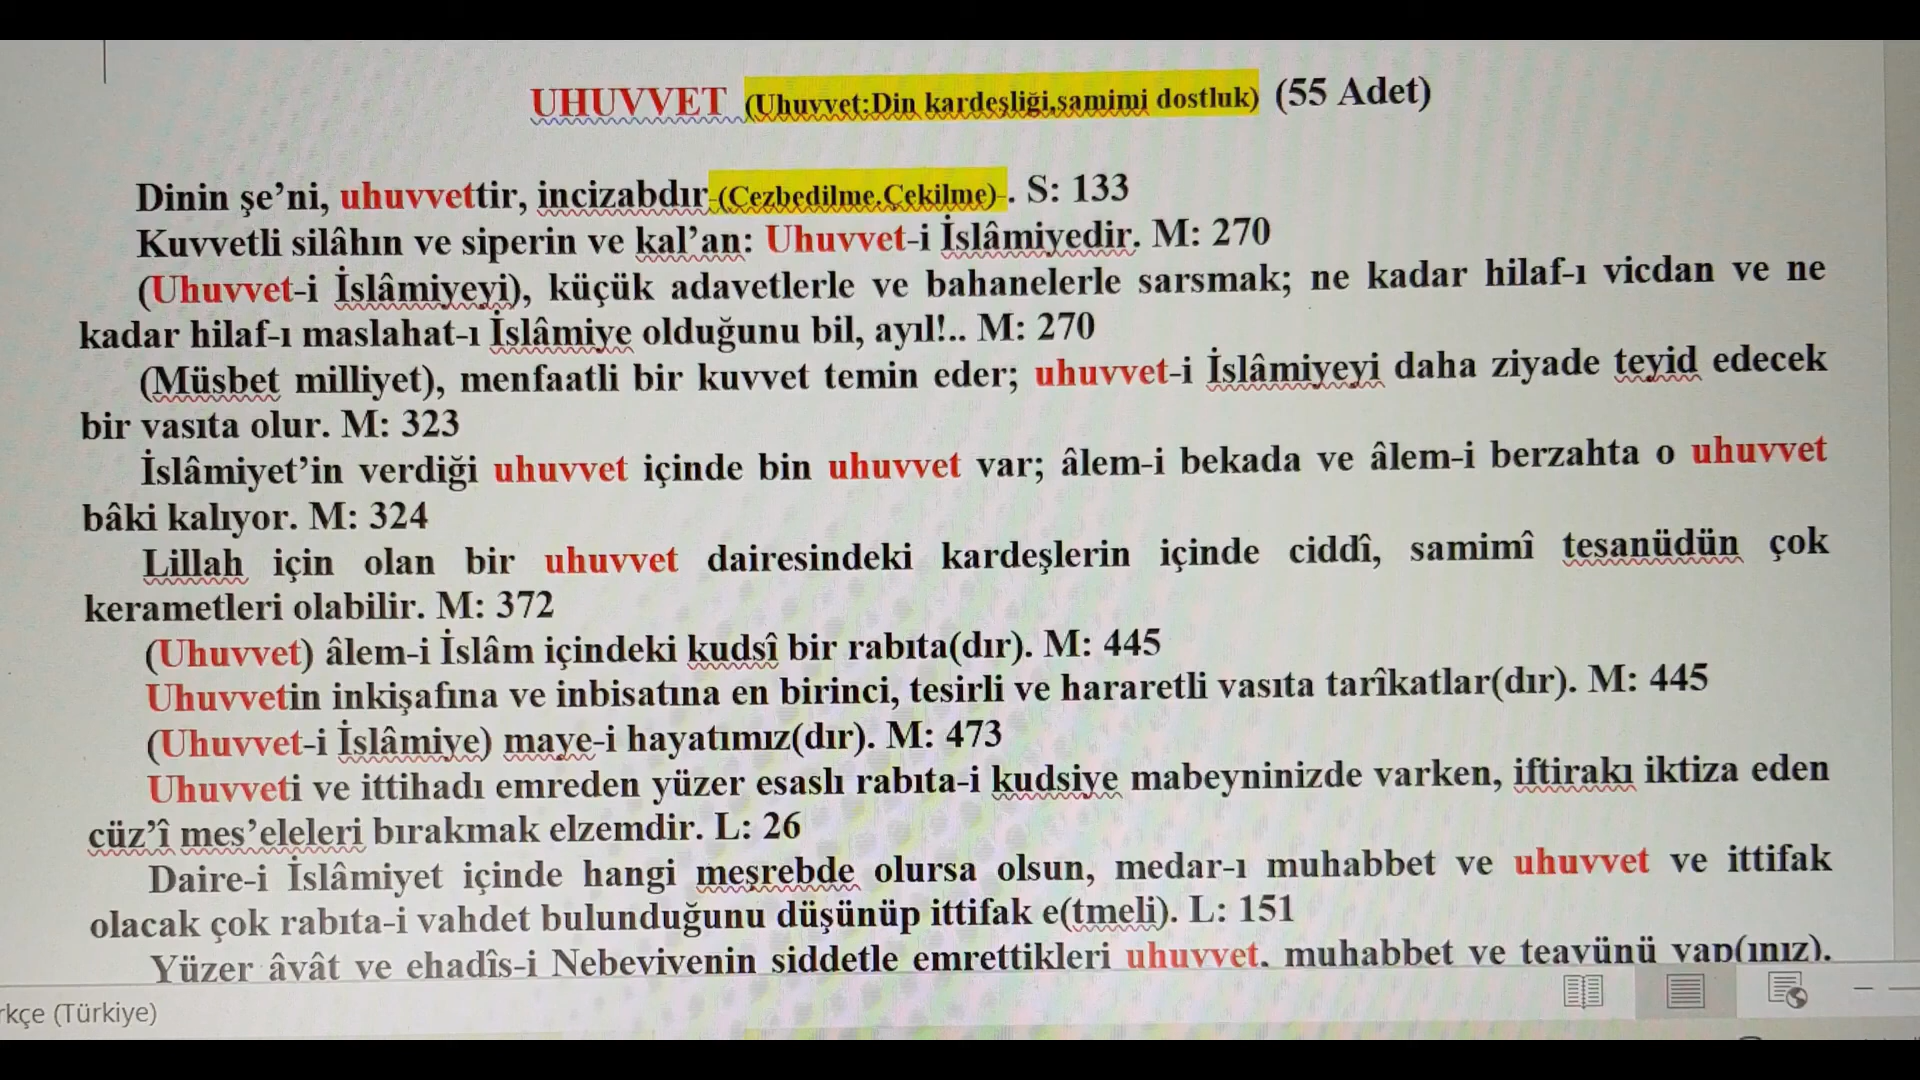 UHUVVET (Uhuvvet:Din kardeşliği,samimi dostluk) (55 Adet)
Dinin şe’ni, uhuvvettir, incizabdır (Cezbedilme.Çekilme) . S: 133
Kuvvetli silâhın ve siperin ve kal’an: Uhuvvet-i İslâmiyedir. M: 270
(Uhuvvet-i İslâmiyeyi), küçük adavetlerle ve bahanelerle sarsmak; ne kadar hilaf-ı vicdan ve ne
kadar hilaf-ı maslahat-ı İslâmiye olduğunu bil, ayıl!.. M: 270
(Müsbet milliyet), menfaatli bir kuvvet temin eder; uhuvvet-i İslâmiyeyi daha ziyade teyid edecek
bir vasıta olur. M: 323
İslâmiyet’in verdiği uhuvvet içinde bin uhuvvet var; âlem-i bekada ve âlem-i berzahta o uhuvvet
bâki kalıyor. M: 324
Lillah için olan bir uhuvvet dairesindeki kardeşlerin içinde ciddî, samimî tesanüdün çok
kerametleri olabilir. M: 372
(Uhuvvet) âlem-i İslâm içindeki kudsî bir rabıta(dır). M: 445
Uhuvvetin inkişafına ve inbisatına en birinci, tesirli ve hararetli vasıta tarîkatlar(dır). M: 445
(Uhuvvet-i İslâmiye) maye-i hayatımız(dır). M: 473
Uhuvveti ve ittihadı emreden yüzer esaslı rabıta-i kudsiye mabeyninizde varken, iftirakı iktiza eden
cüz’î mes’eleleri bırakmak elzemdir. L: 26
Daire-i İslâmiyet içinde hangi meşrebde olursa olsun, medar-ı muhabbet ve uhuvvet ve ittifak
olacak çok rabıta-i vahdet bulunduğunu düşünüp ittifak e(tmeli). L: 151
Yüzer âyât ve ehadîs-i Nebeviyenin şiddetle emrettikleri uhuvvet, muhabbet ve teavünü yap(ınız).
rkçe (Türkiye)